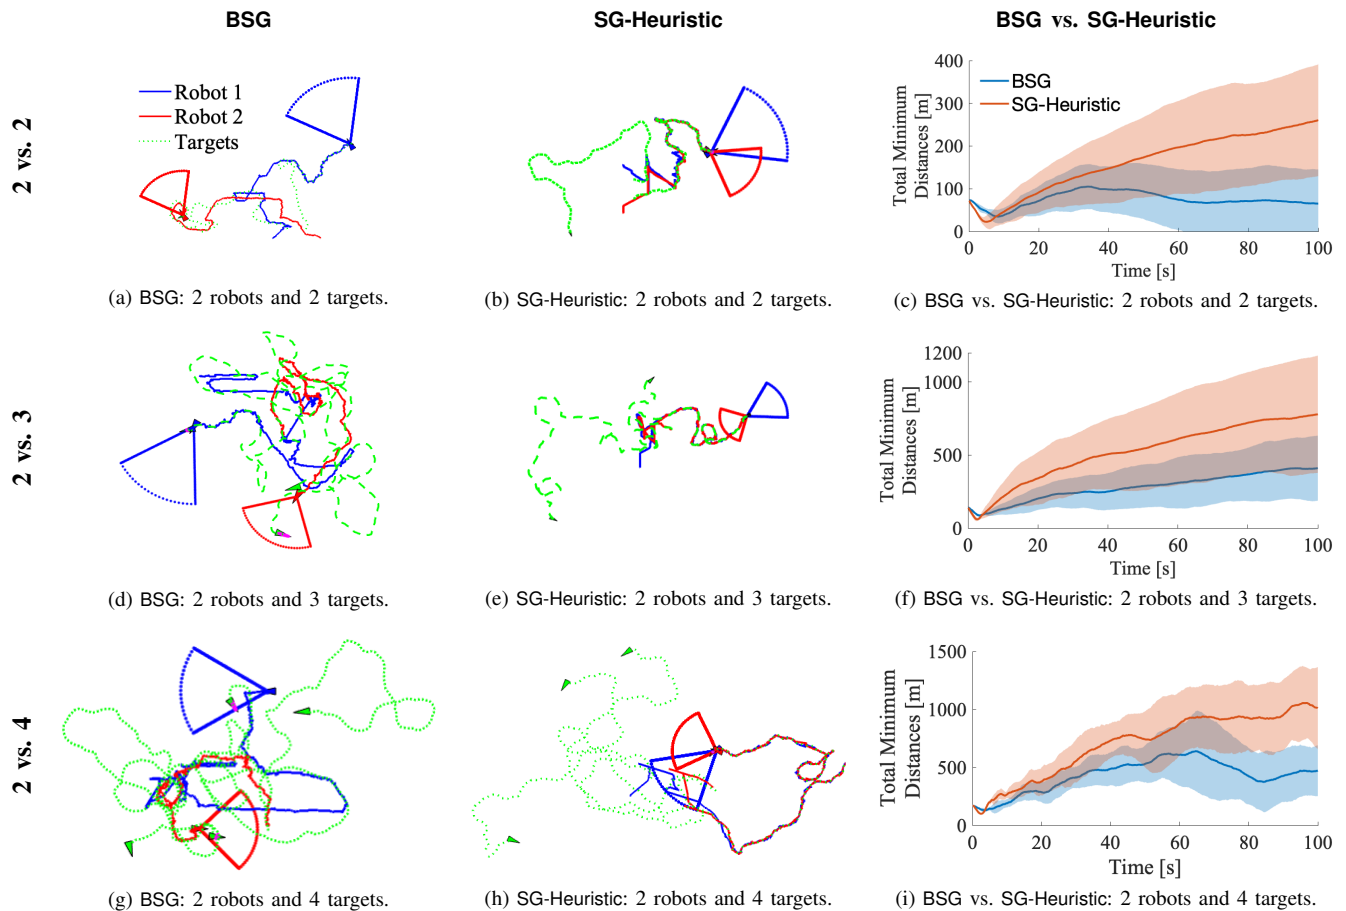 BSG
SG-Heuristic
BSG vs. SG-Heuristic
2 vs. 2
Robot 1
Robot 2
Targets
Total Minimum
Distances [m]
400
300
200
100
0
BSG
SG-Heuristic
0 20 40 60 80 100
Time [s]
(a) BSG: 2 robots and 2 targets.
(b) SG-Heuristic: 2 robots and 2 targets.
(c) BSG vs. SG-Heuristic: 2 robots and 2 targets.
2 vs. 3
Total Minimum
Distances [m]
1200
1000
500
0
0 20 40 60 80 100
Time [s]
(d) BSG: 2 robots and 3 targets.
(e) SG-Heuristic: 2 robots and 3 targets.
(f) BSG vs. SG-Heuristic: 2 robots and 3 targets.
2 vs. 4
Total Minimum
Distances [m]
1500
1000
500
0
0 20 40 60 80 100
Time [s]
(g) BSG: 2 robots and 4 targets.
(h) SG-Heuristic: 2 robots and 4 targets.
(i) BSG vs. SG-Heuristic: 2 robots and 4 targets.